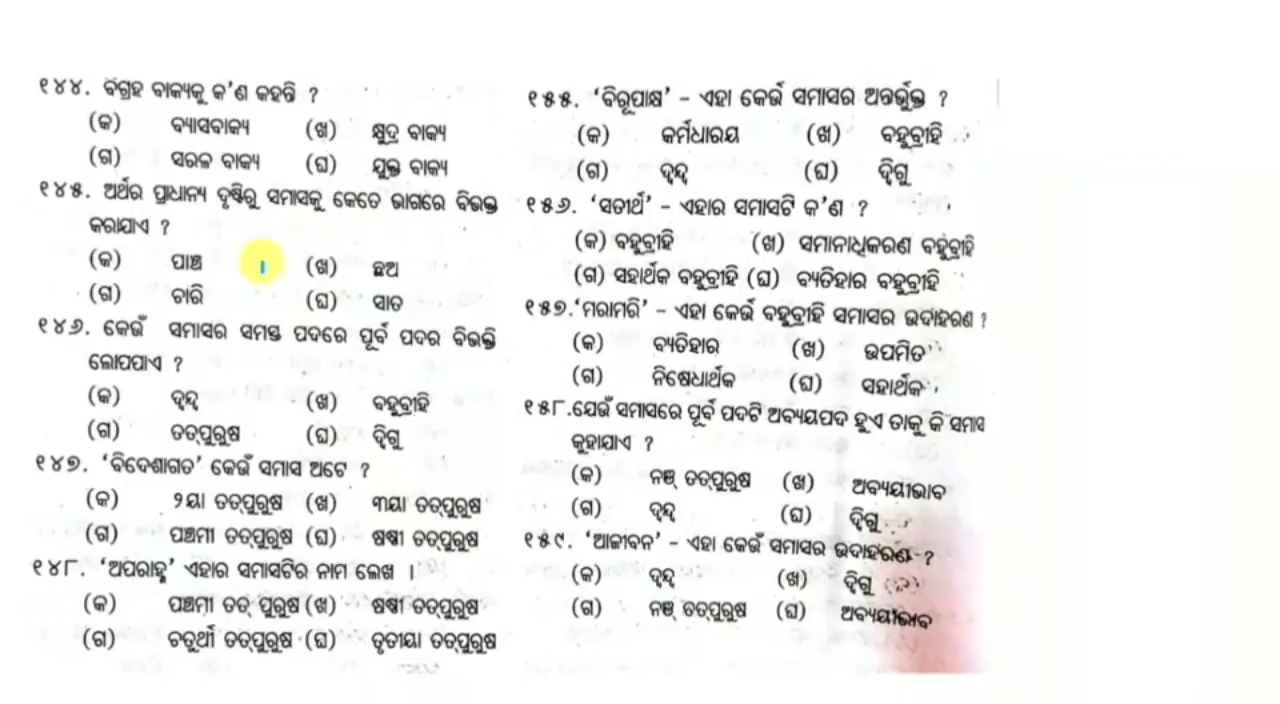 ୧୪୪. ବିଗ୍ରହ ବାକ୍ୟକୁ କ'ଣ କହନ୍ତି ?
(କ) ବ୍ୟାସବାକ୍ୟ (ଖ) କ୍ଷୁଦ୍ର ବାକ୍ୟ
(ଗ) ସରଳ ବାକ୍ୟ (ଘ) ଯୁକ୍ତ ବାକ୍ୟ
୧୪୫. ଅର୍ଥର ପ୍ରାଧାନ୍ୟ ଦୃଷ୍ଟିରୁ ସମାସକୁ କେତେ ଭାଗରେ ବିଭକ୍ତ
କରାଯାଏ ?
(କ) ପାଞ୍ଚ (ଖ) ଛଅ
(ଗ) ଚାରି (ଘ) ସାତ
୧୪୬. କେଉଁ ସମାସର ସମସ୍ତ ପଦରେ ପୂର୍ବ ପଦର ବିଭକ୍ତି
ଲୋପପାଏ ?
(କ) ଦ୍ୱନ୍ଦ୍ୱ (ଖ) ବହୁବ୍ରୀହି
(ଗ) ତତ୍‌ପୁରୁଷ (ଘ) ଦ୍ୱିଗୁ
୧୪୭. 'ବିଦେଶାଗତ' କେଉଁ ସମାସ ଅଟେ ?
(କ) ୨ୟା ତତ୍‌ପୁରୁଷ (ଖ) ୩ୟା ତତ୍‌ପୁରୁଷ
(ଗ) ପଞ୍ଚମୀ ତତ୍‌ପୁରୁଷ (ଘ) ଷଷ୍ଠୀ ତତ୍‌ପୁରୁଷ
୧୪୮. 'ଅପରାହ୍ନ' ଏହାର ସମାସଟିର ନାମ ଲେଖ ।
(କ) ପଞ୍ଚମୀ ତତ୍ ପୁରୁଷ (ଖ) ଷଷ୍ଠୀ ତତ୍‌ପୁରୁଷ
(ଗ) ଚତୁର୍ଥୀ ତତ୍‌ପୁରୁଷ (ଘ) ତୃତୀୟା ତତ୍‌ପୁରୁଷ
୧୫୫. 'ବିରୂପାକ୍ଷ' - ଏହା କେଉଁ ସମାସର ଅନ୍ତର୍ଭୁକ୍ତ ?
(କ) କର୍ମଧାରୟ (ଖ) ବହୁବ୍ରୀହି
(ଗ) ଦ୍ୱନ୍ଦ୍ୱ (ଘ) ଦ୍ୱିଗୁ
୧୫୬. 'ସତୀର୍ଥ' - ଏହାର ସମାସଟି କ'ଣ ?
(କ) ବହୁବ୍ରୀହି (ଖ) ସମାନାଧିକରଣ ବହୁବ୍ରୀହି
(ଗ) ସହାର୍ଥକ ବହୁବ୍ରୀହି (ଘ) ବ୍ୟତିହାର ବହୁବ୍ରୀହି
୧୫୭. 'ମରାମରି' - ଏହା କେଉଁ ବହୁବ୍ରୀହି ସମାସର ଉଦାହରଣ ?
(କ) ବ୍ୟତିହାର (ଖ) ଉପମିତ
(ଗ) ନିଷେଧାର୍ଥକ (ଘ) ସହାର୍ଥକ
୧୫୮. ଯେଉଁ ସମାସରେ ପୂର୍ବ ପଦଟି ଅବ୍ୟୟପଦ ହୁଏ ତାକୁ କି ସମାସ
କୁହାଯାଏ ?
(କ) ନଞ୍ ତତ୍‌ପୁରୁଷ (ଖ) ଅବ୍ୟୟୀଭାବ
(ଗ) ଦ୍ୱନ୍ଦ୍ୱ (ଘ) ଦ୍ୱିଗୁ
୧୫୯. 'ଆଜୀବନ' - ଏହା କେଉଁ ସମାସର ଉଦାହରଣ ?
(କ) ଦ୍ୱନ୍ଦ୍ୱ (ଖ) ଦ୍ୱିଗୁ
(ଗ) ନଞ୍ ତତ୍‌ପୁରୁଷ (ଘ) ଅବ୍ୟୟୀଭାବ